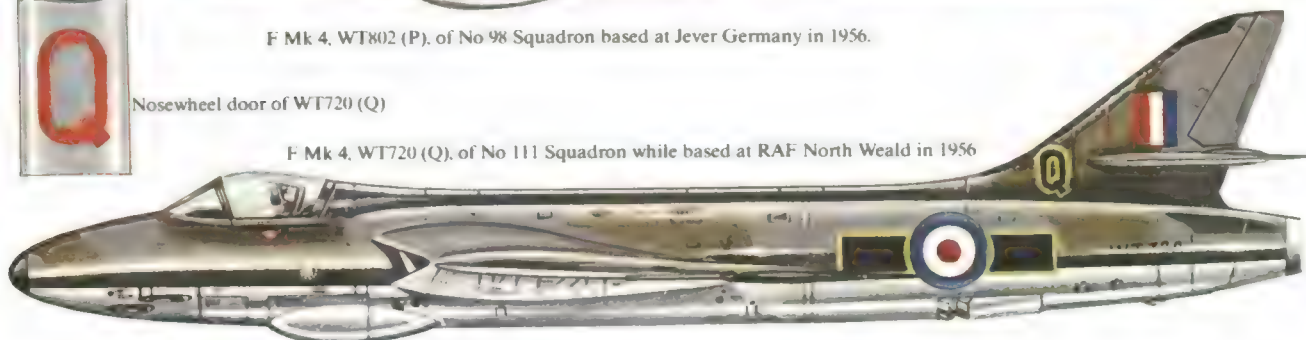 F Mk 4, WT802 (P), of No 98 Squadron based at Jever Germany in 1956.
Q
Nosewheel door of WT720 (Q)
F Mk 4, WT720 (Q), of No 111 Squadron while based at RAF North Weald in 1956
Q